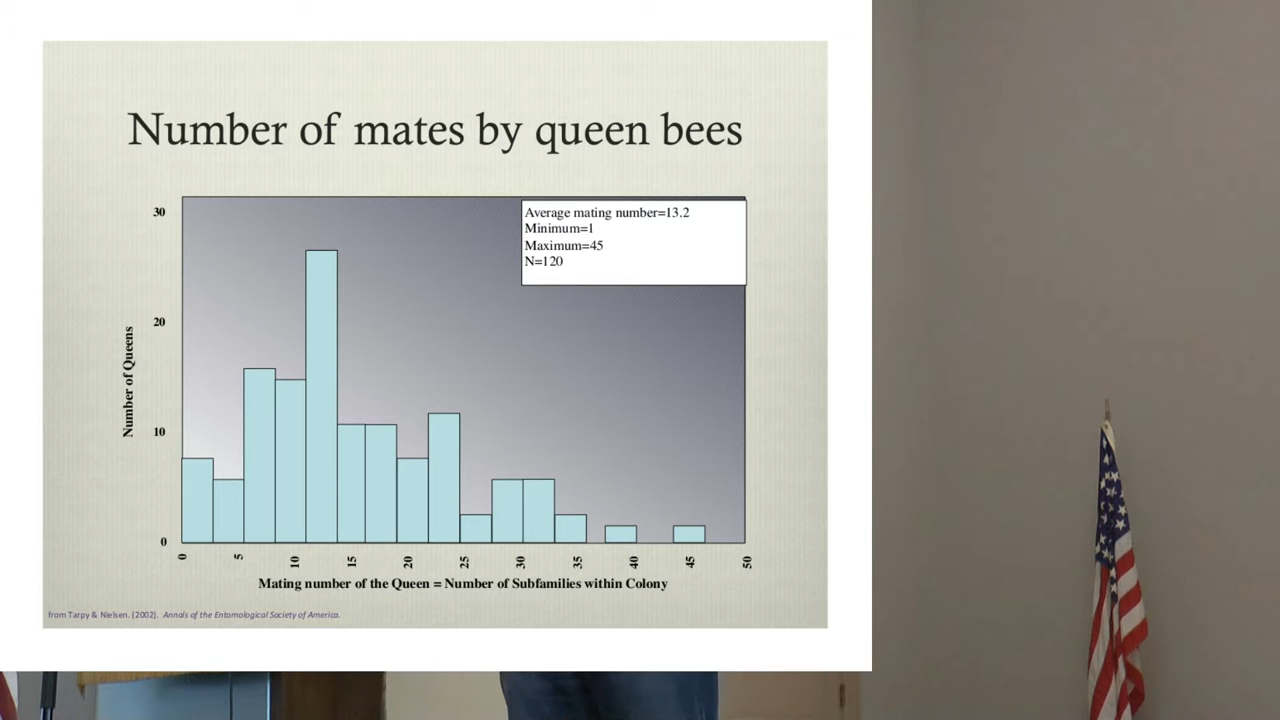 Number of mates by queen bees
Average mating number=13.2
Minimum=1
Maximum=45
N=120
30
20
10
0
Number of Queens
0
5
10
15
20
25
30
35
40
45
50
Mating number of the Queen = Number of Subfamilies within Colony
from Tarpy & Nielsen. (2002). Annals of the Entomological Society of America.